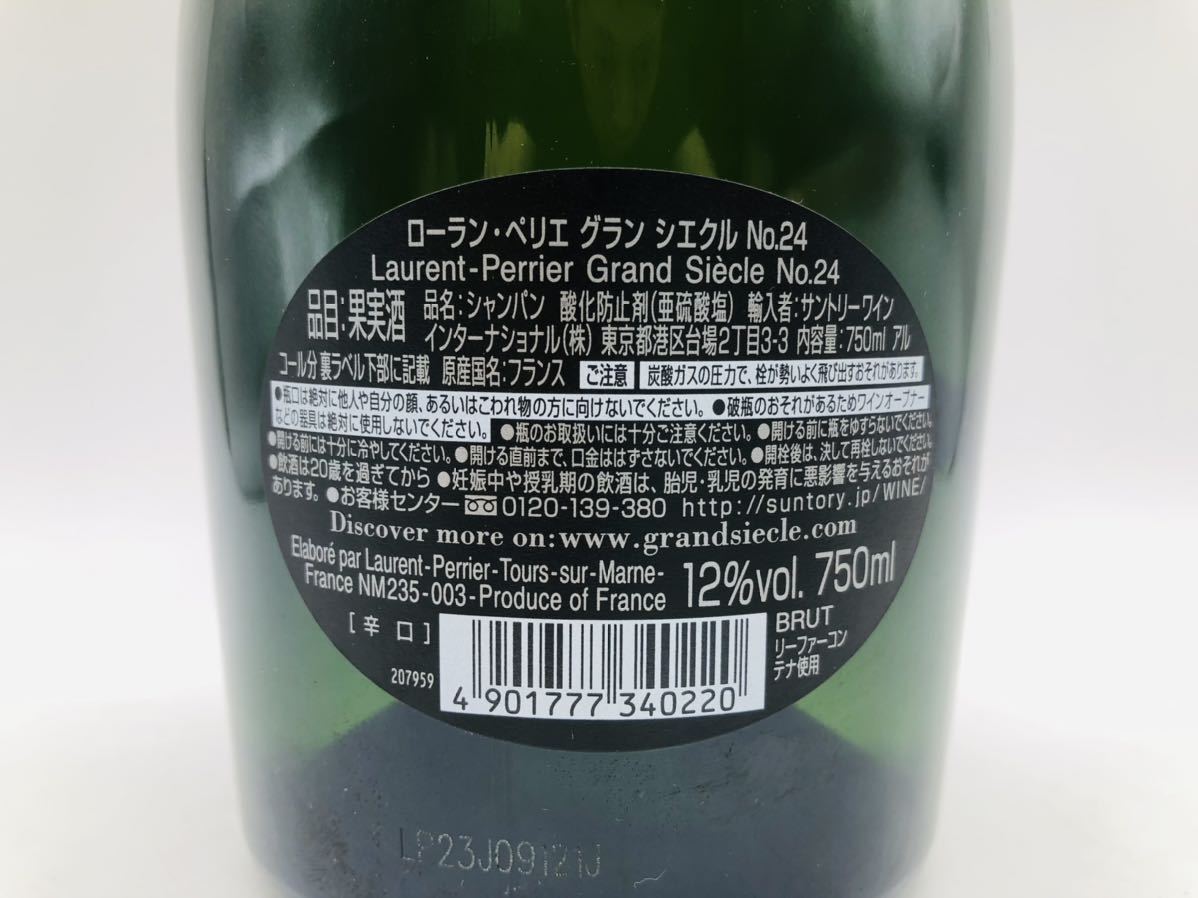 ローラン・ペリエ グラン シエクル No.24
Laurent-Perrier Grand Siècle No.24
品目:果実酒 品名:シャンパン 酸化防止剤(亜硫酸塩) 輸入者:サントリーワイン
インターナショナル(株) 東京都港区台場2丁目3-3 内容量:750ml アル
コール分 裏ラベル下部に記載 原産国名:フランス ご注意 炭酸ガスの圧力で、栓が勢いよく飛び出すおそれがあります。
●瓶口は絶対に他人や自分の顔、あるいはこわれ物の方に向けないでください。●破瓶のおそれがあるためワインオープナー
などの器具は絶対に使用しないでください。●瓶のお取扱いには十分ご注意ください。●開ける前に瓶をゆすらないでください。
●開ける前には十分に冷やしてください。●開ける直前まで、口金ははずさないでください。●開栓後は、決して再栓しないでください。
●飲酒は20歳を過ぎてから ●妊娠中や授乳期の飲酒は、胎児・乳児の発育に悪影響を与えるおそれが
あります。●お客様センター 0120-139-380 http://suntory.jp/WINE/
Discover more on:www.grandsiecle.com
Elaboré par Laurent-Perrier-Tours-sur-Marne-
France NM235-003-Produce of France 12%vol. 750ml
[辛 口] BRUT
リーファーコン
テナ使用
207959
4 901777 340220
LP23J09121J